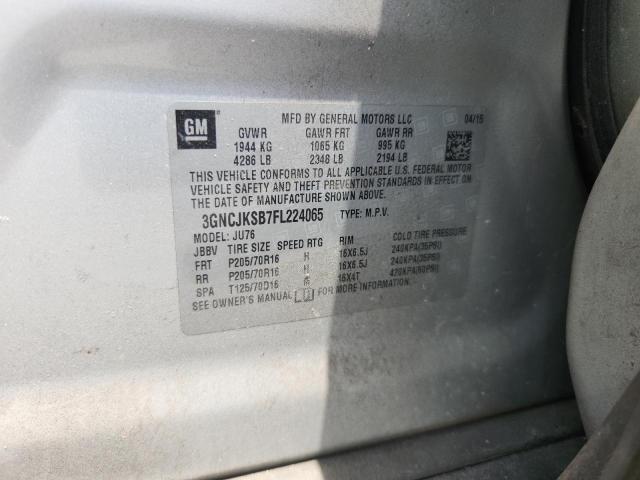 GM
MFD BY GENERAL MOTORS LLC 04/15
GVWR GAWR FRT GAWR RR
1944 KG 1065 KG 995 KG
4286 LB 2348 LB 2194 LB
THIS VEHICLE CONFORMS TO ALL APPLICABLE U.S. FEDERAL MOTOR
VEHICLE SAFETY AND THEFT PREVENTION STANDARDS IN EFFECT ON
THE DATE OF MANUFACTURE SHOWN ABOVE.
3GNCJKSB7FL224065 TYPE: M.P.V.
MODEL: JU76
JBBV TIRE SIZE SPEED RTG RIM COLD TIRE PRESSURE
FRT P205/70R16 H 16X6.5J 240KPA(35PSI)
RR P205/70R16 H 16X6.5J 240KPA(35PSI)
SPA T125/70D16 16X4T 420KPA(60PSI)
SEE OWNER'S MANUAL FOR MORE INFORMATION.